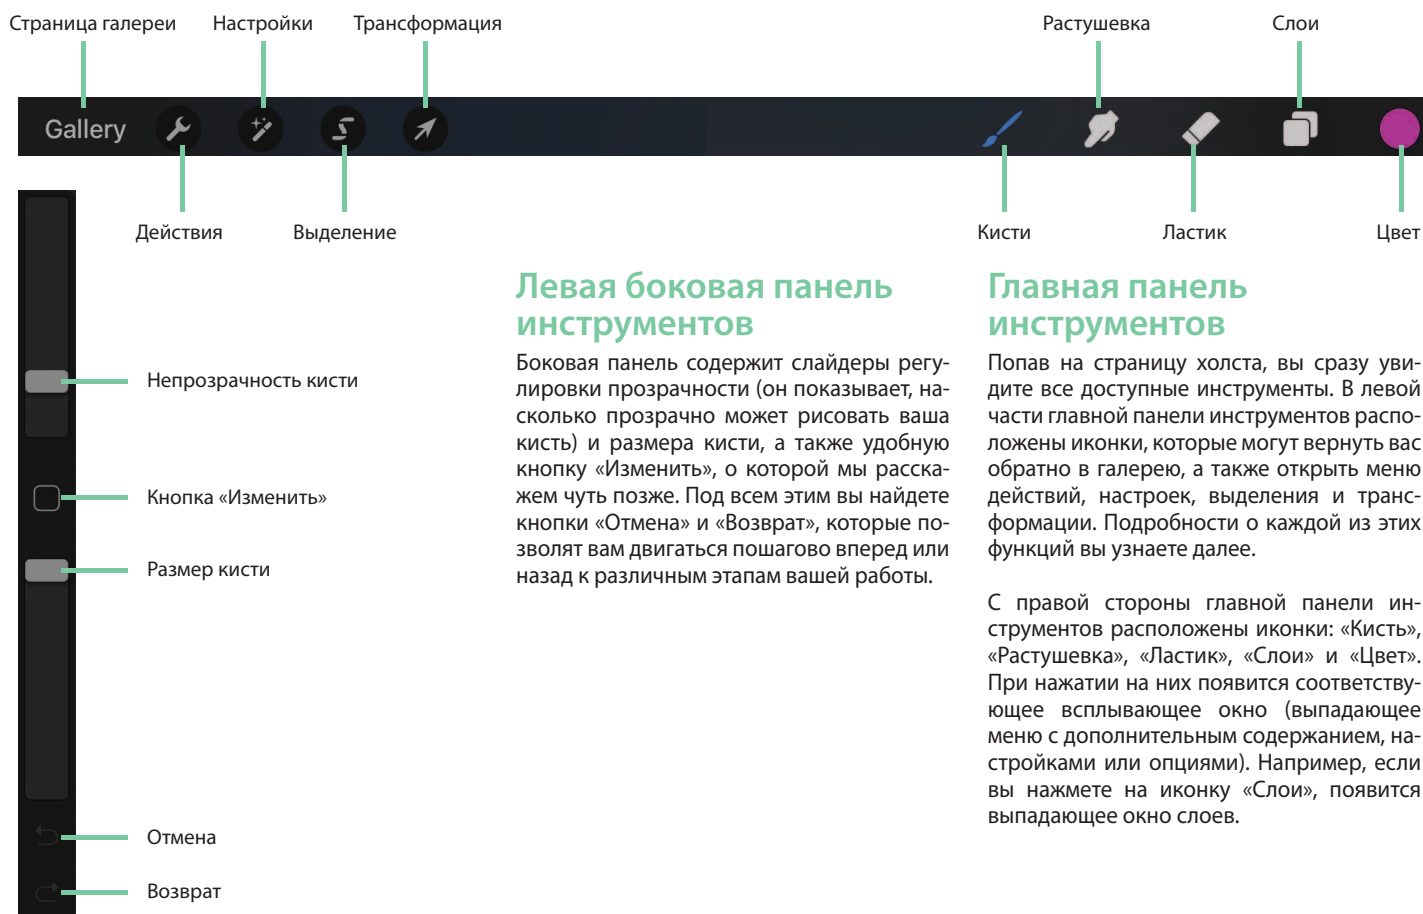 Страница галереи
Настройки
Трансформация
Растушевка
Слои
Gallery
Действия
Выделение
Кисти
Ластик
Цвет
Непрозрачность кисти
Кнопка «Изменить»
Размер кисти
Отмена
Возврат
Левая боковая панель
инструментов
Боковая панель содержит слайдеры регу-
лировки прозрачности (он показывает, на-
сколько прозрачно может рисовать ваша
кисть) и размера кисти, а также удобную
кнопку «Изменить», о которой мы расска-
жем чуть позже. Под всем этим вы найдете
кнопки «Отмена» и «Возврат», которые по-
зволят вам двигаться пошагово вперед или
назад к различным этапам вашей работы.
Главная панель
инструментов
Попав на страницу холста, вы сразу уви-
дите все доступные инструменты. В левой
части главной панели инструментов распо-
ложены иконки, которые могут вернуть вас
обратно в галерею, а также открыть меню
действий, настроек, выделения и транс-
формации. Подробности о каждой из этих
функций вы узнаете далее.
С правой стороны главной панели ин-
струментов расположены иконки: «Кисть»,
«Растушевка», «Ластик», «Слои» и «Цвет».
При нажатии на них появится соответству-
ющее всплывающее окно (выпадающее
меню с дополнительным содержанием, на-
стройками или опциями). Например, если
вы нажмете на иконку «Слои», появится
выпадающее окно слоев.